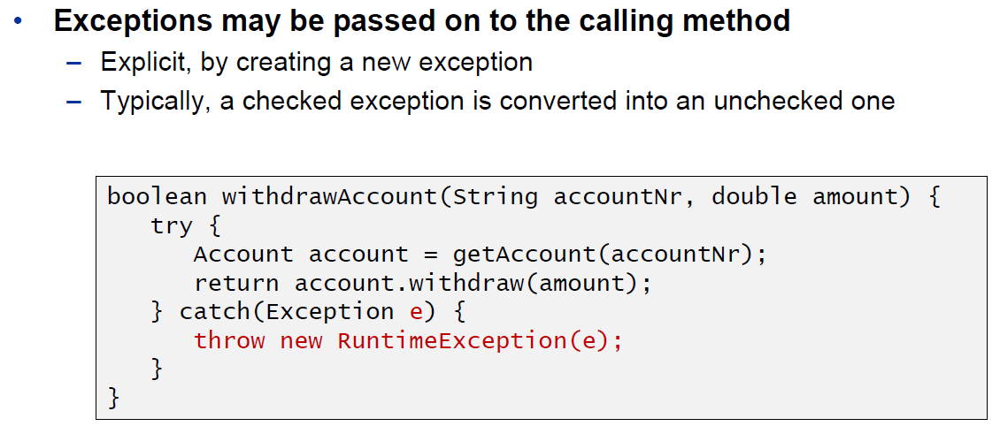 • Exceptions may be passed on to the calling method
– Explicit, by creating a new exception
– Typically, a checked exception is converted into an unchecked one
boolean withdrawAccount(String accountNr, double amount) {
   try {
      Account account = getAccount(accountNr);
      return account.withdraw(amount);
   } catch(Exception e) {
      throw new RuntimeException(e);
   }
}